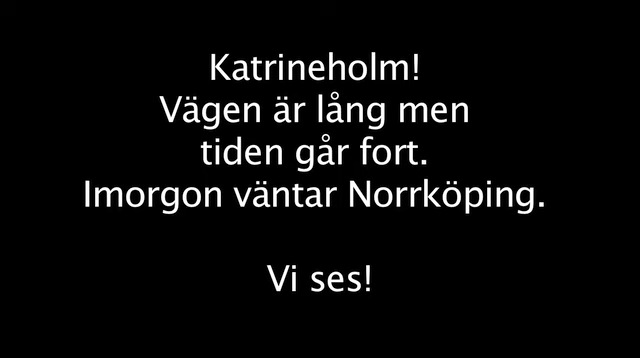 Katrineholm!
Vägen är lång men
tiden går fort.
Imorgon väntar Norrköping.
Vi ses!